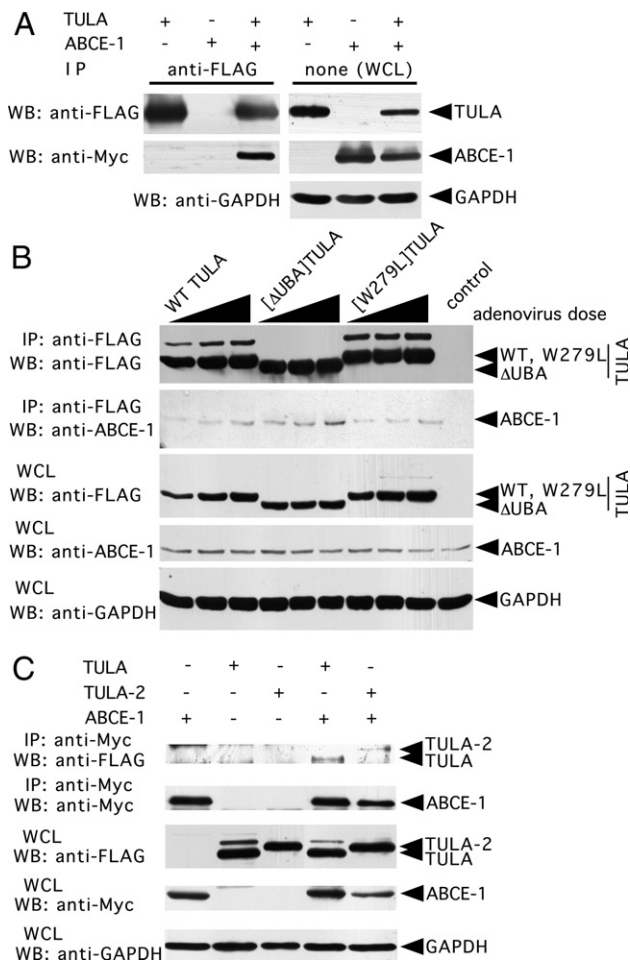 A
TULA + - + + - +
ABCE-1 - + + - + +
IP anti-FLAG none (WCL)
WB: anti-FLAG TULA
WB: anti-Myc ABCE-1
WB: anti-GAPDH GAPDH
B
WT TULA [ΔUBA]TULA [W279L]TULA control
adenovirus dose
IP: anti-FLAG
WB: anti-FLAG WT, W279L
ΔUBA
TULA
IP: anti-FLAG
WB: anti-ABCE-1 ABCE-1
WCL
WB: anti-FLAG WT, W279L
ΔUBA
TULA
WCL
WB: anti-ABCE-1 ABCE-1
WCL
WB: anti-GAPDH GAPDH
C
TULA - + - + -
TULA-2 - - + - +
ABCE-1 + - - + +
IP: anti-Myc
WB: anti-FLAG TULA-2
TULA
IP: anti-Myc
WB: anti-Myc ABCE-1
WCL
WB: anti-FLAG TULA-2
TULA
WCL
WB: anti-Myc ABCE-1
WCL
WB: anti-GAPDH GAPDH